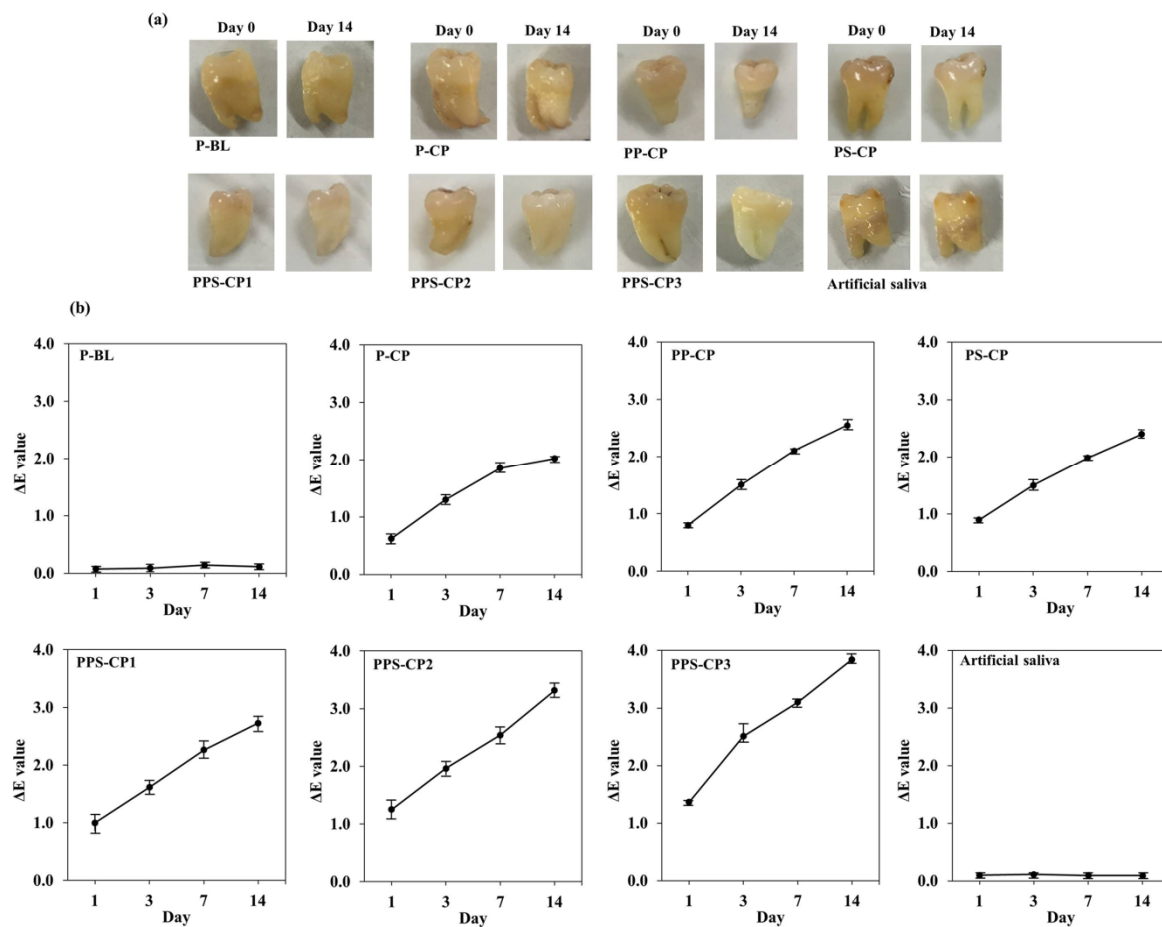 (a)
Day 0 Day 14 Day 0 Day 14 Day 0 Day 14 Day 0 Day 14
P-BL P-CP PP-CP PS-CP
PPS-CP1 PPS-CP2 PPS-CP3 Artificial saliva
(b)
P-BL
4.0
3.0
2.0
1.0
0.0
ΔE value
1 3 7 14
Day
P-CP
4.0
3.0
2.0
1.0
0.0
ΔE value
1 3 7 14
Day
PP-CP
4.0
3.0
2.0
1.0
0.0
ΔE value
1 3 7 14
Day
PS-CP
4.0
3.0
2.0
1.0
0.0
ΔE value
1 3 7 14
Day
PPS-CP1
4.0
3.0
2.0
1.0
0.0
ΔE value
1 3 7 14
Day
PPS-CP2
4.0
3.0
2.0
1.0
0.0
ΔE value
1 3 7 14
Day
PPS-CP3
4.0
3.0
2.0
1.0
0.0
ΔE value
1 3 7 14
Day
Artificial saliva
4.0
3.0
2.0
1.0
0.0
ΔE value
1 3 7 14
Day